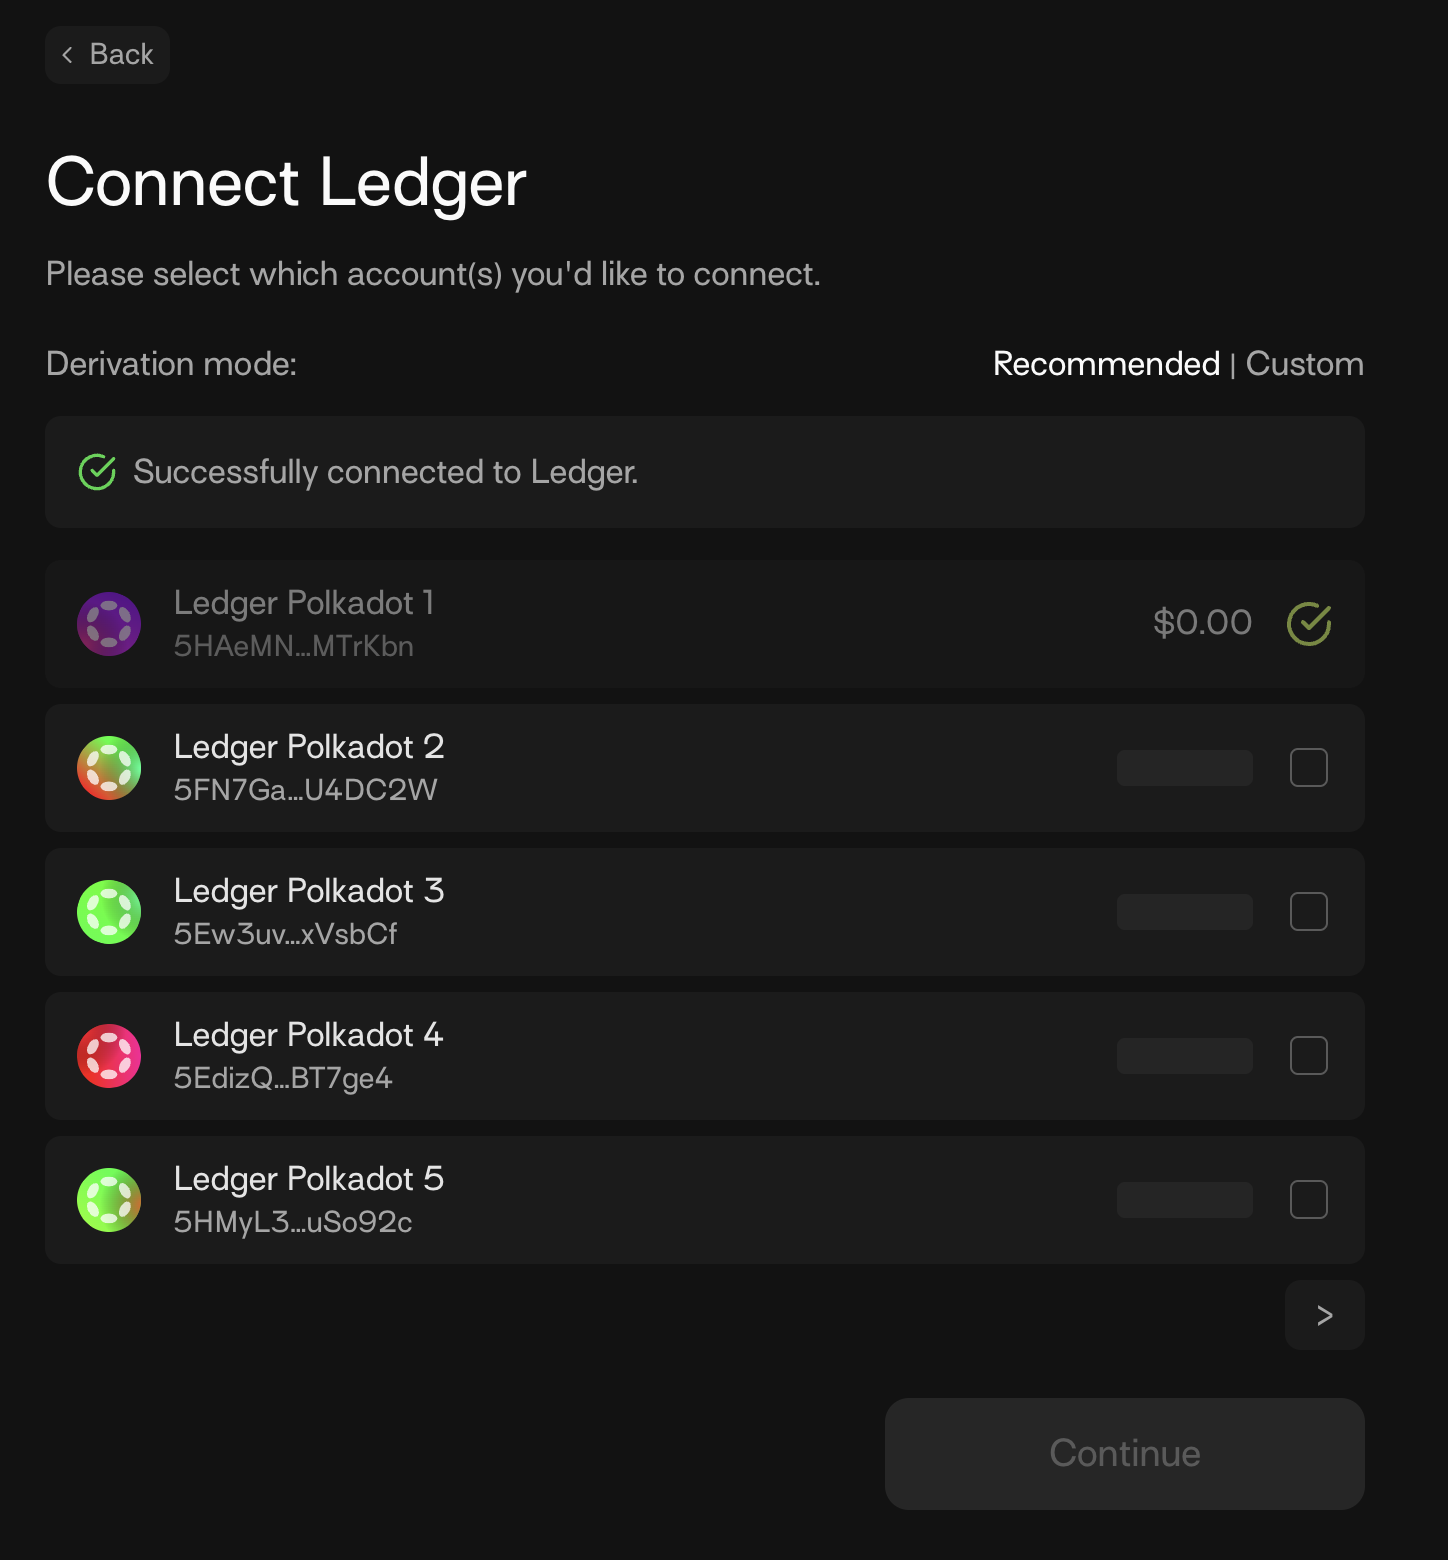 Back
Connect Ledger
Please select which account(s) you'd like to connect.
Derivation mode: Recommended | Custom
Successfully connected to Ledger.
Ledger Polkadot 1
5HAeMN...MTrKbn
$0.00
Ledger Polkadot 2
5FN7Ga...U4DC2W
Ledger Polkadot 3
5Ew3uv...xVsbCf
Ledger Polkadot 4
5EdizQ...BT7ge4
Ledger Polkadot 5
5HMyL3...uSo92c
>
Continue